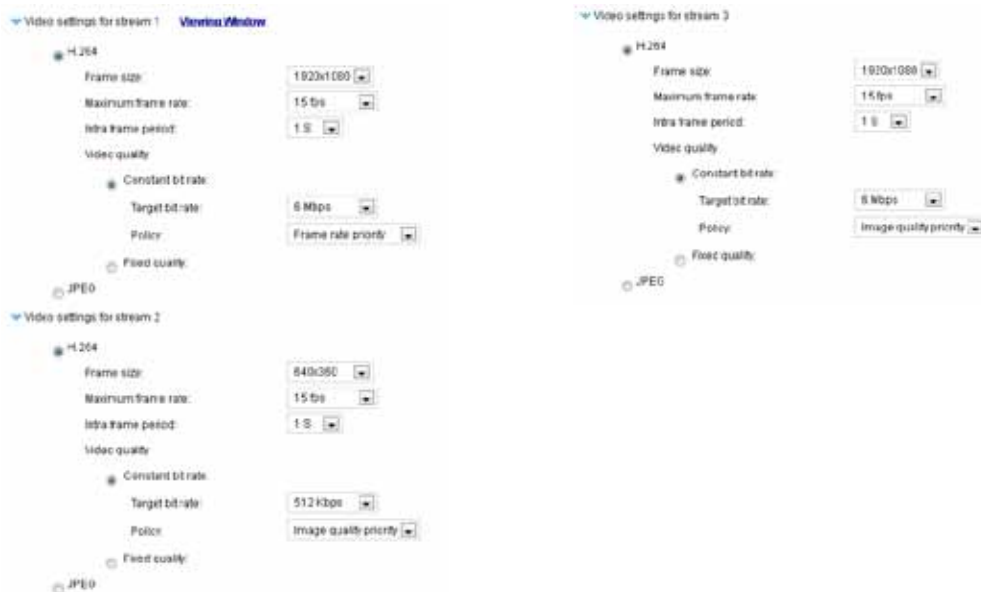 Video settings for stream 1 Viewing Window
H.264
Frame size: 1920x1080
Maximum frame rate: 15 fps
Intra frame period: 1 S
Video quality
Constant bit rate:
Target bit rate: 6 Mbps
Policy: Frame rate priority
Fixed quality:
JPEG
Video settings for stream 2
H.264
Frame size: 640x360
Maximum frame rate: 15 fps
Intra frame period: 1 S
Video quality
Constant bit rate:
Target bit rate: 512 Kbps
Policy: Image quality priority
Fixed quality:
JPEG
Video settings for stream 3
H.264
Frame size: 1920x1080
Maximum frame rate: 15 fps
Intra frame period: 1 S
Video quality
Constant bit rate:
Target bit rate: 6 Mbps
Policy: Image quality priority
Fixed quality:
JPEG